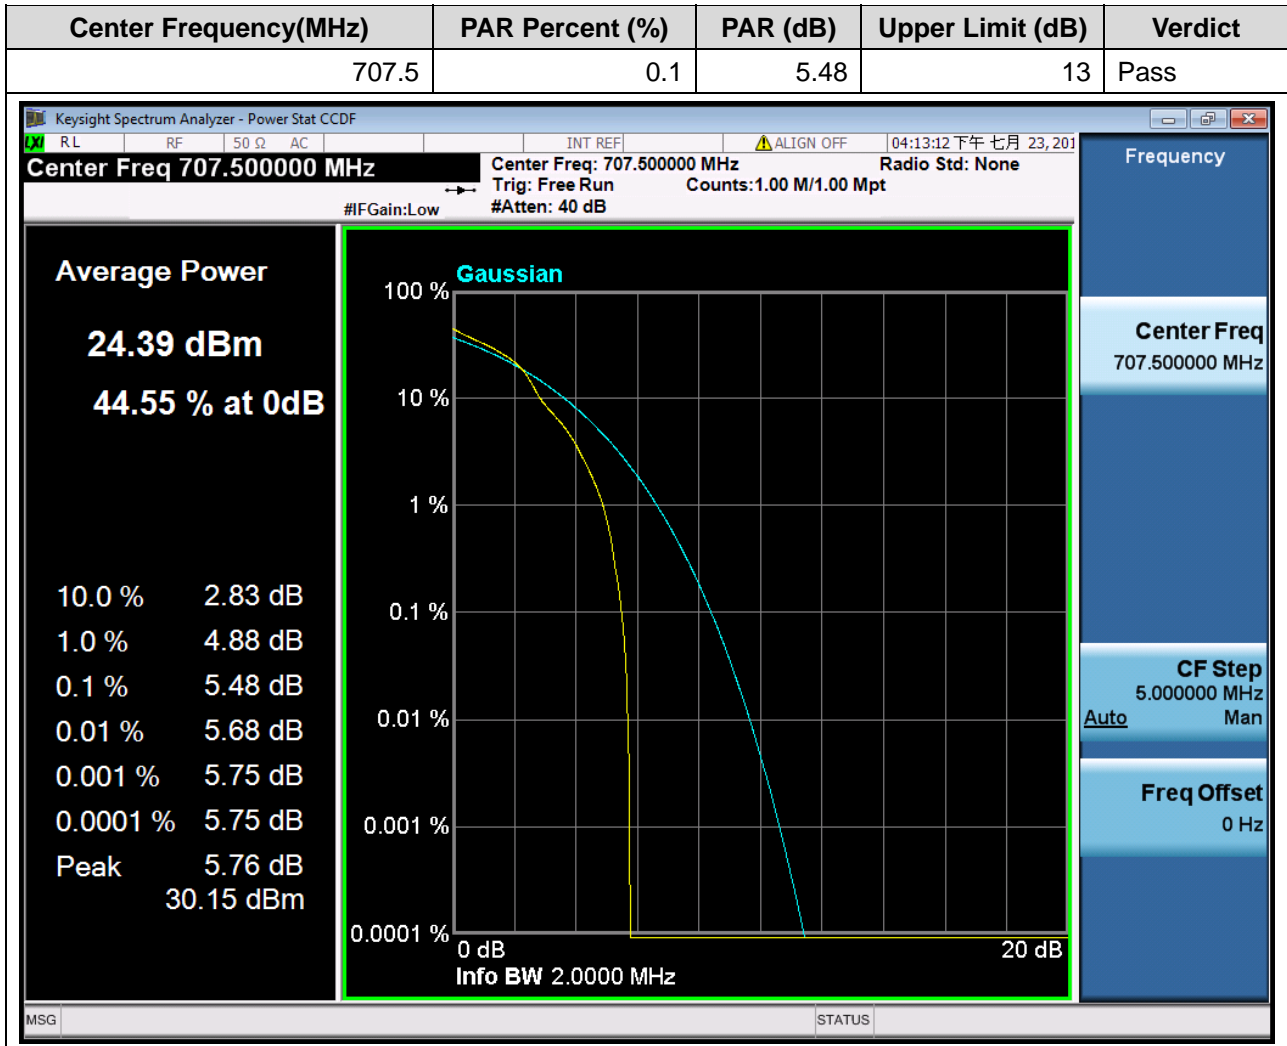 Center Frequency(MHz) PAR Percent (%) PAR (dB) Upper Limit (dB) Verdict
707.5 0.1 5.48 13 Pass
Keysight Spectrum Analyzer - Power Stat CCDF
LXI RL RF 50 Ω AC INT REF ALIGN OFF 04:13:12 下午 七月 23, 201
Center Freq 707.500000 MHz
#IFGain:Low
Center Freq: 707.500000 MHz Radio Std: None
Trig: Free Run Counts:1.00 M/1.00 Mpt
#Atten: 40 dB
Average Power
24.39 dBm
44.55 % at 0dB
10.0 % 2.83 dB
1.0 % 4.88 dB
0.1 % 5.48 dB
0.01 % 5.68 dB
0.001 % 5.75 dB
0.0001 % 5.75 dB
Peak 5.76 dB
30.15 dBm
Gaussian
100 %
10 %
1 %
0.1 %
0.01 %
0.001 %
0.0001 %
0 dB 20 dB
Info BW 2.0000 MHz
Frequency
Center Freq
707.500000 MHz
CF Step
5.000000 MHz
Auto Man
Freq Offset
0 Hz
MSG STATUS